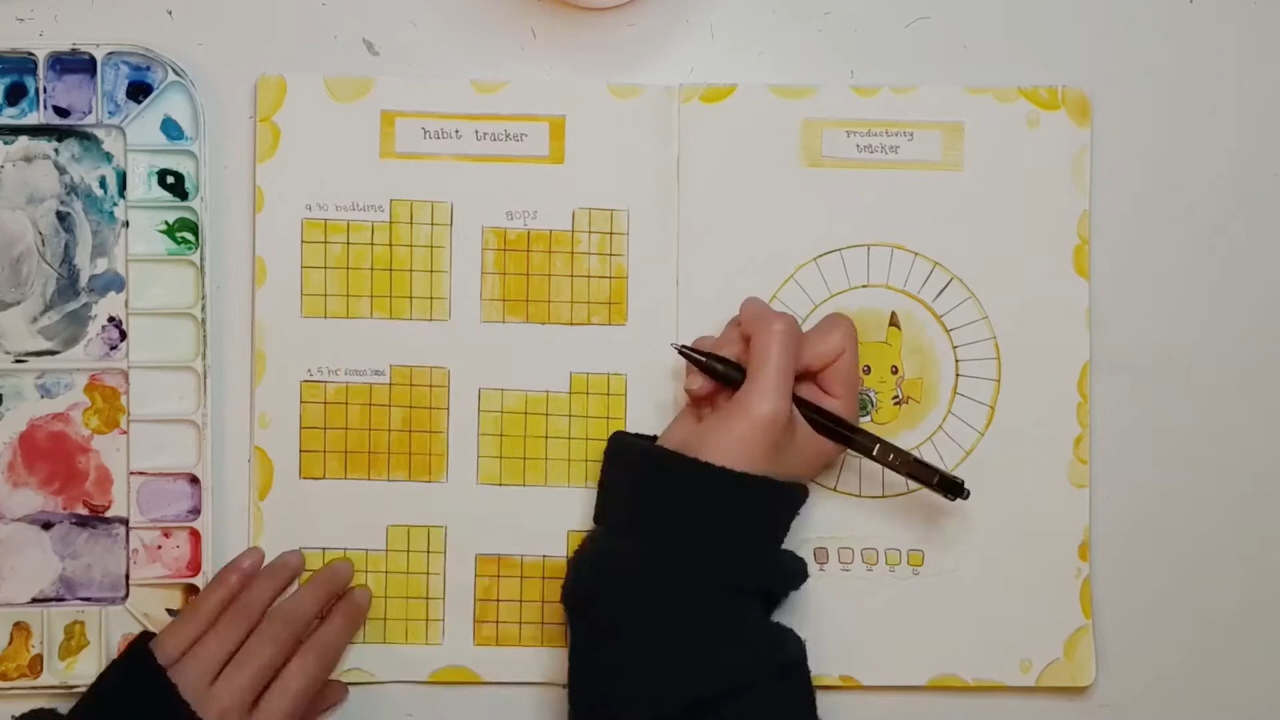 habit tracker
Productivity
tracker
9.30 bedtime
aops
1.5 hr